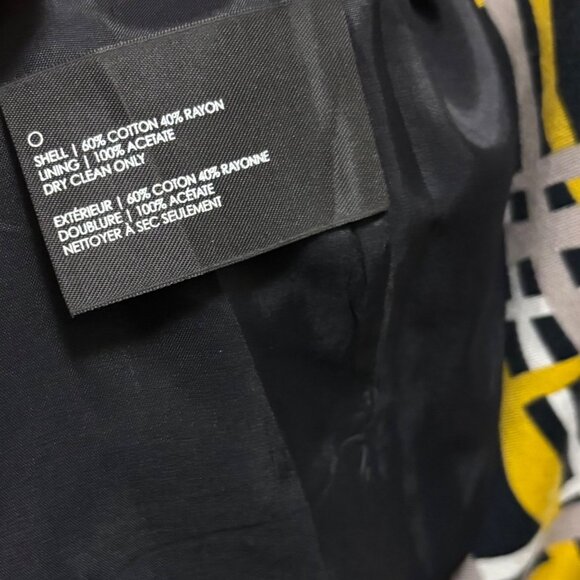 SHELL | 60% COTTON 40% RAYON
LINING | 100% ACETATE
DRY CLEAN ONLY
EXTÉRIEUR | 60% COTON 40% RAYONNE
DOUBLURE | 100% ACÉTATE
NETTOYER À SEC SEULEMENT